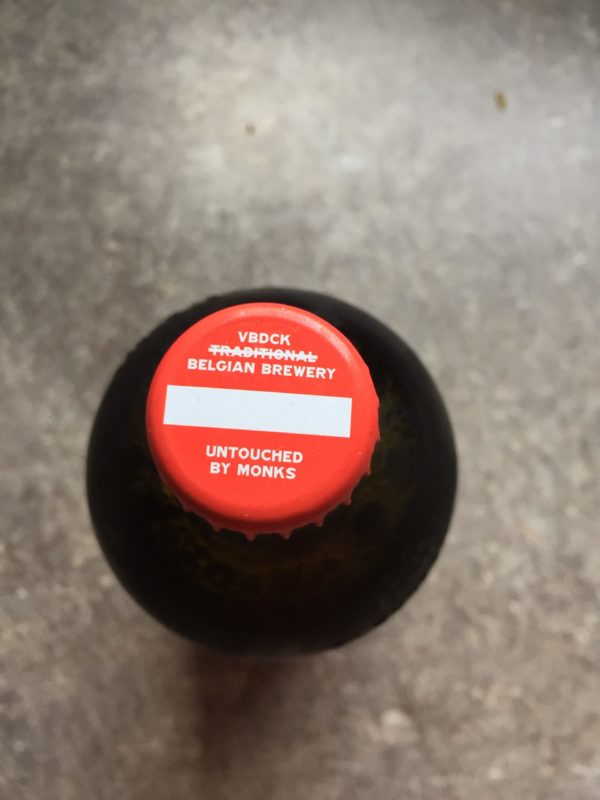 VBDCK
TRADITIONAL
BELGIAN BREWERY
UNTOUCHED
BY MONKS